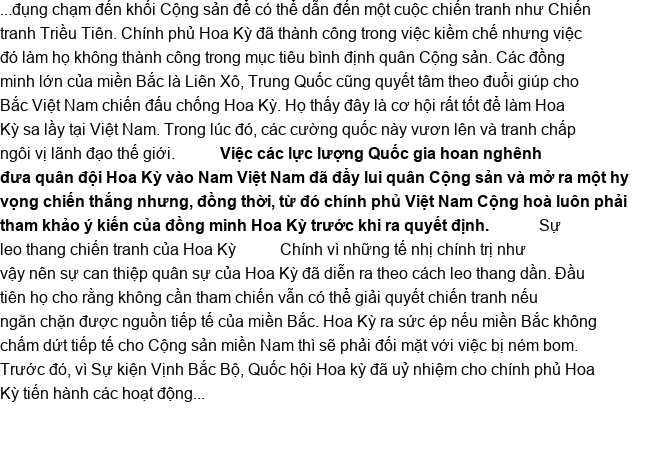 ...đụng chạm đến khối Cộng sản để có thể dẫn đến một cuộc chiến tranh như Chiến
tranh Triều Tiên. Chính phủ Hoa Kỳ đã thành công trong việc kiềm chế nhưng việc
đó làm họ không thành công trong mục tiêu bình định quân Cộng sản. Các đồng
minh lớn của miền Bắc là Liên Xô, Trung Quốc cũng quyết tâm theo đuổi giúp cho
Bắc Việt Nam chiến đấu chống Hoa Kỳ. Họ thấy đây là cơ hội rất tốt để làm Hoa
Kỳ sa lầy tại Việt Nam. Trong lúc đó, các cường quốc này vươn lên và tranh chấp
ngôi vị lãnh đạo thế giới. Việc các lực lượng Quốc gia hoan nghênh
đưa quân đội Hoa Kỳ vào Nam Việt Nam đã đẩy lui quân Cộng sản và mở ra một hy
vọng chiến thắng nhưng, đồng thời, từ đó chính phủ Việt Nam Cộng hoà luôn phải
tham khảo ý kiến của đồng minh Hoa Kỳ trước khi ra quyết định. Sự
leo thang chiến tranh của Hoa Kỳ Chính vì những tế nhị chính trị như
vậy nên sự can thiệp quân sự của Hoa Kỳ đã diễn ra theo cách leo thang dần. Đầu
tiên họ cho rằng không cần tham chiến vẫn có thể giải quyết chiến tranh nếu
ngăn chặn được nguồn tiếp tế của miền Bắc. Hoa Kỳ ra sức ép nếu miền Bắc không
chấm dứt tiếp tế cho Cộng sản miền Nam thì sẽ phải đối mặt với việc bị ném bom.
Trước đó, vì Sự kiện Vịnh Bắc Bộ, Quốc hội Hoa kỳ đã uỷ nhiệm cho chính phủ Hoa
Kỳ tiến hành các hoạt động...